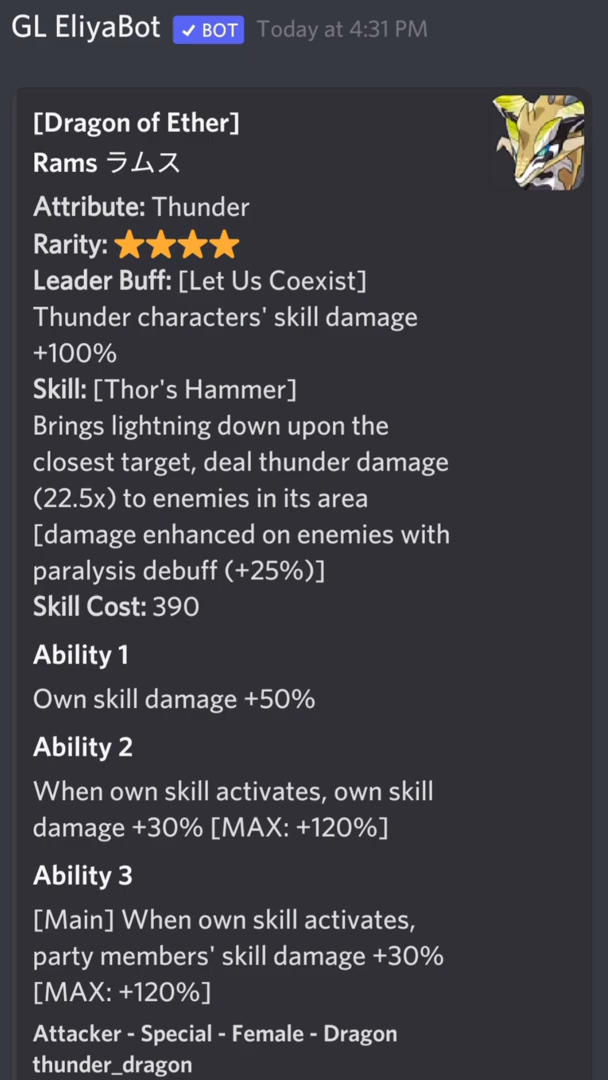 GL EliyaBot ✓ BOT Today at 4:31 PM
[Dragon of Ether]
Rams ラムス
Attribute: Thunder
Rarity: ⭐⭐⭐⭐
Leader Buff: [Let Us Coexist]
Thunder characters' skill damage
+100%
Skill: [Thor's Hammer]
Brings lightning down upon the
closest target, deal thunder damage
(22.5x) to enemies in its area
[damage enhanced on enemies with
paralysis debuff (+25%)]
Skill Cost: 390
Ability 1
Own skill damage +50%
Ability 2
When own skill activates, own skill
damage +30% [MAX: +120%]
Ability 3
[Main] When own skill activates,
party members' skill damage +30%
[MAX: +120%]
Attacker - Special - Female - Dragon
thunder_dragon